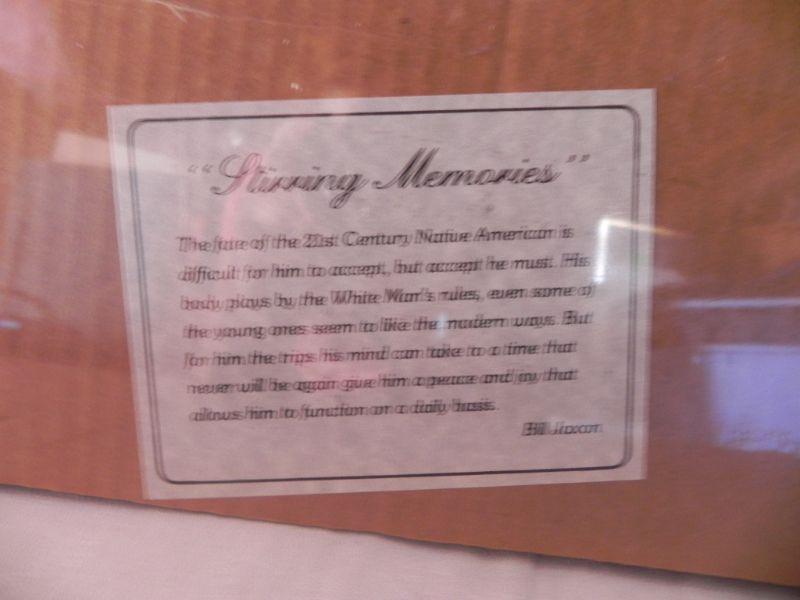 "Stirring Memories"
The fate of the 21st Century Native American is
difficult for him to accept, but accept he must. His
body plays by the White Man's rules, even some of
the young ones seem to like the modern ways. But
for him the trips his mind can take to a time that
never will be again give him a peace and joy that
allows him to function on a daily basis.
Bill